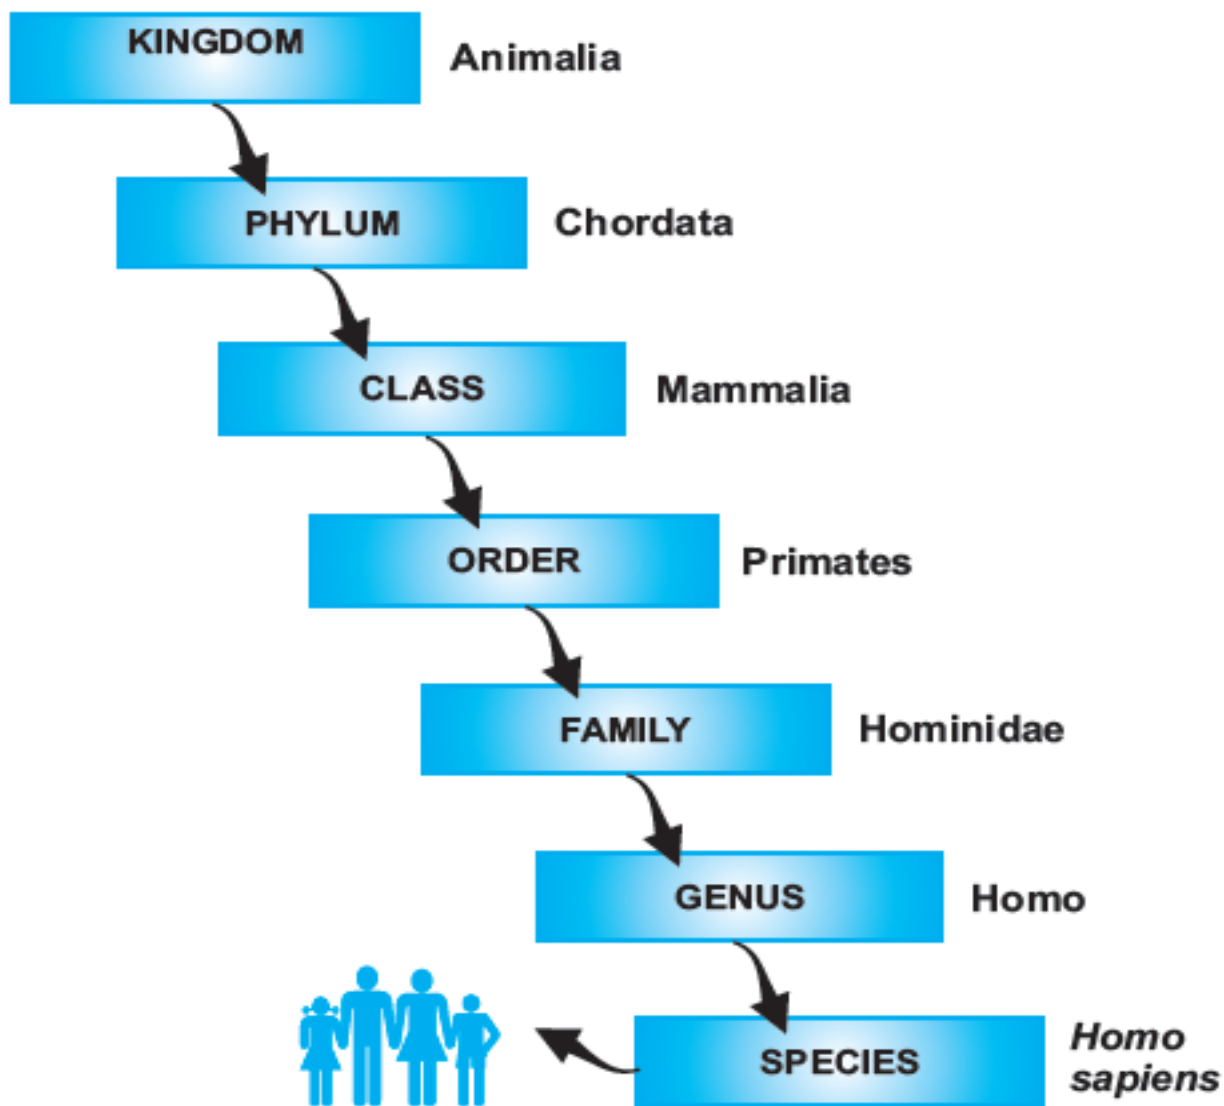 KINGDOM Animalia
PHYLUM Chordata
CLASS Mammalia
ORDER Primates
FAMILY Hominidae
GENUS Homo
SPECIES Homo
sapiens